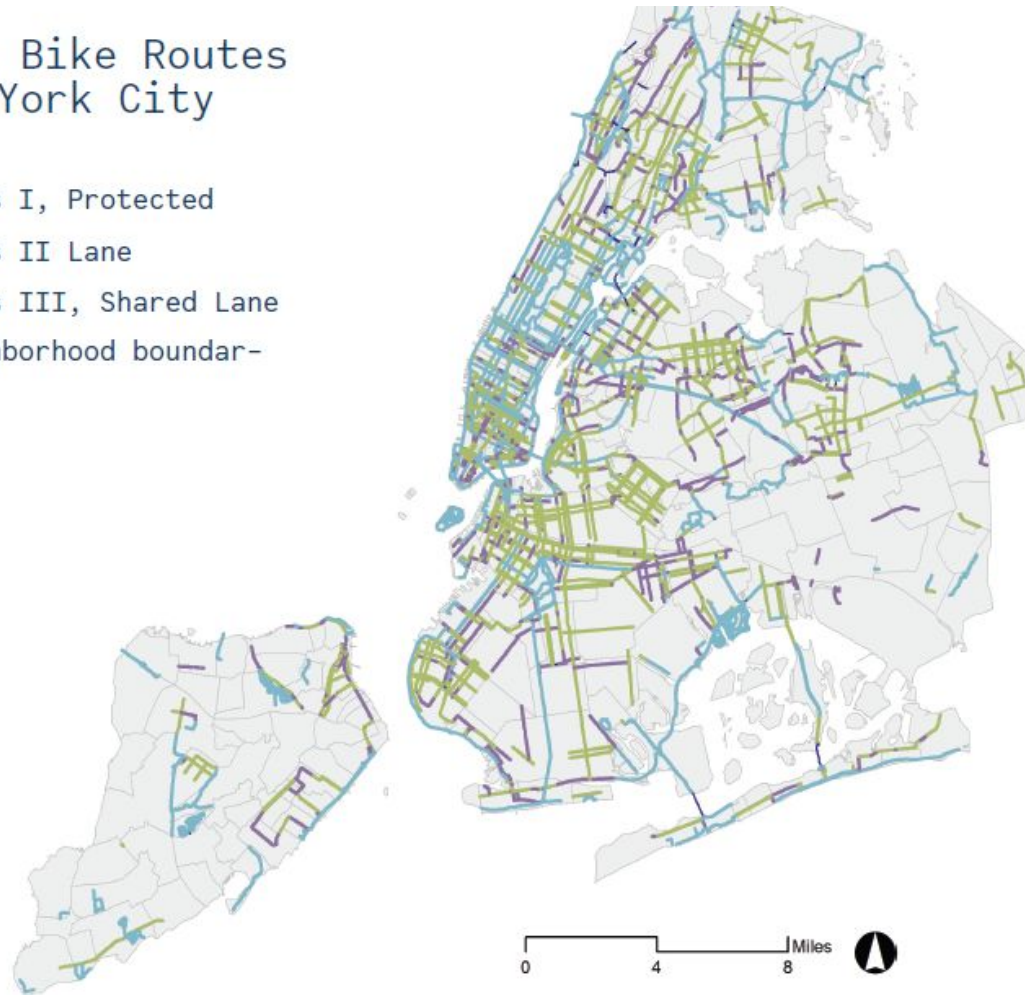 Bike Routes
York City
I, Protected
II Lane
III, Shared Lane
borhood boundar-
Miles
0 4 8